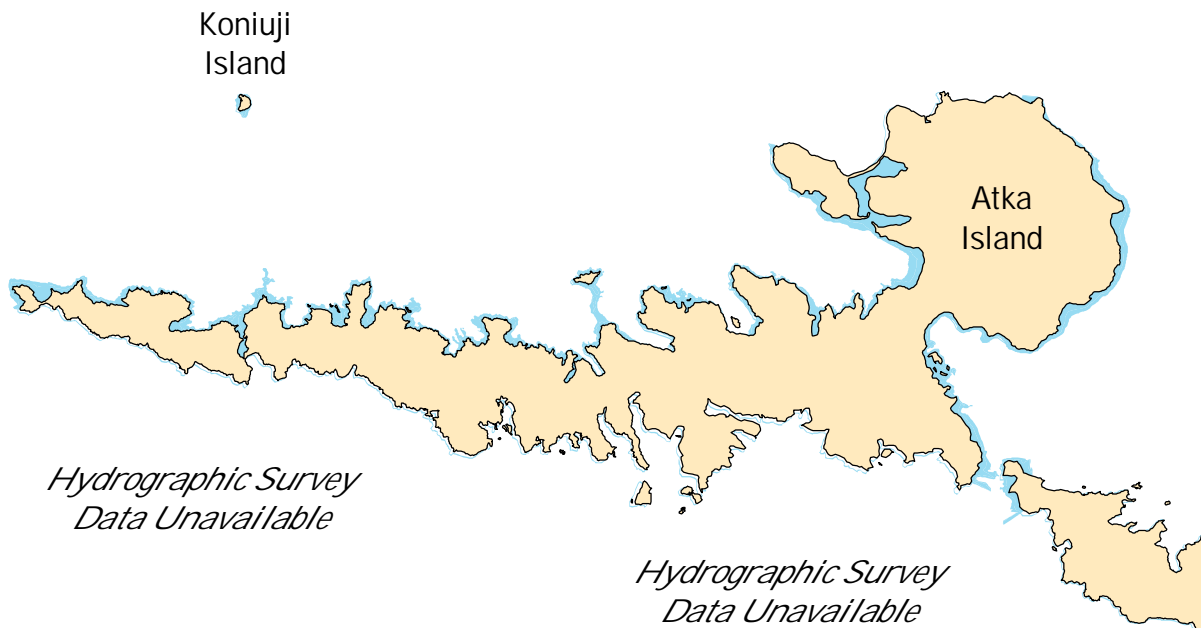 Koniuji
Island
Atka
Island
Hydrographic Survey
Data Unavailable
Hydrographic Survey
Data Unavailable